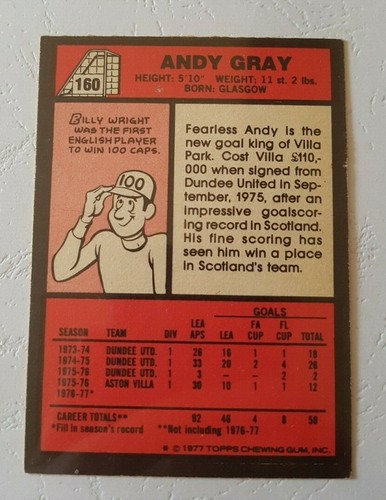 160
ANDY GRAY
HEIGHT: 5'10" WEIGHT: 11 st. 2 lbs.
BORN: GLASGOW
BILLY WRIGHT
WAS THE FIRST
ENGLISH PLAYER
TO WIN 100 CAPS.
100
Fearless Andy is the
new goal king of Villa
Park. Cost Villa £110,-
000 when signed from
Dundee United in Sep-
tember, 1975, after an
impressive goalscor-
ing record in Scotland.
His fine scoring has
seen him win a place
in Scotland's team.
GOALS
LEA FA FL
SEASON TEAM DIV APS LEA CUP CUP TOTAL
1973-74 DUNDEE UTD. 1 26 16 1 1 18
1974-75 DUNDEE UTD. 1 33 20 2 4 26
1975-76 DUNDEE UTD. 1 3 — — 2 2
1975-76 ASTON VILLA 1 30 10 1 1 12
1976-77*
CAREER TOTALS** 92 46 4 8 58
*Fill in season's record **Not including 1976-77
* © 1977 TOPPS CHEWING GUM, INC.